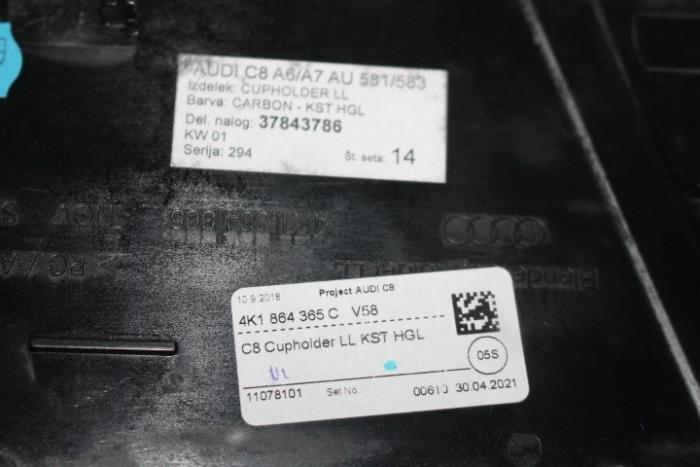 AUDI C8 A6/A7 AU 581/583
Izdelek: CUPHOLDER LL
Barva: CARBON - KST HGL
Del. nalog: 37843786
KW 01
Serija: 294 Št. seta: 14
NOV
> PC / A
10.9.2018 Project AUDI C8
4K1 864 365 C V58
C8 Cupholder LL KST HGL
05S
11078101 Set No.: 00610 30.04.2021